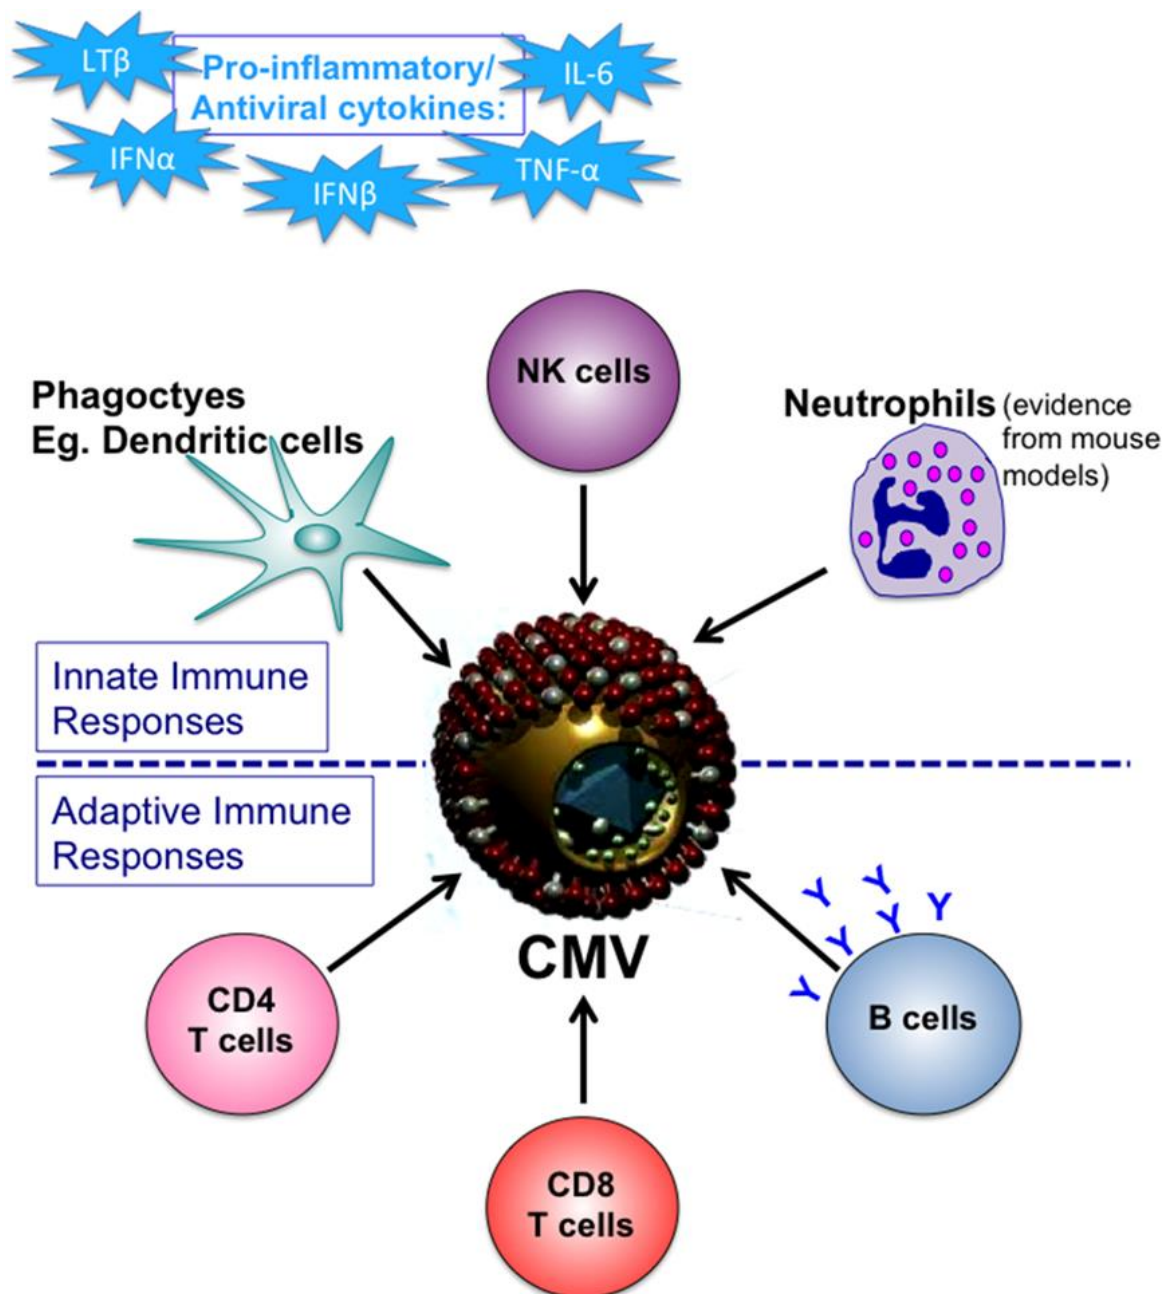 LTβ
Pro-inflammatory/
Antiviral cytokines:
IL-6
IFNα
IFNβ
TNF-α
NK cells
Phagoctyes
Eg. Dendritic cells
Neutrophils (evidence
from mouse
models)
Innate Immune
Responses
Adaptive Immune
Responses
CMV
Y Y
Y Y Y
Y
CD4
T cells
B cells
CD8
T cells